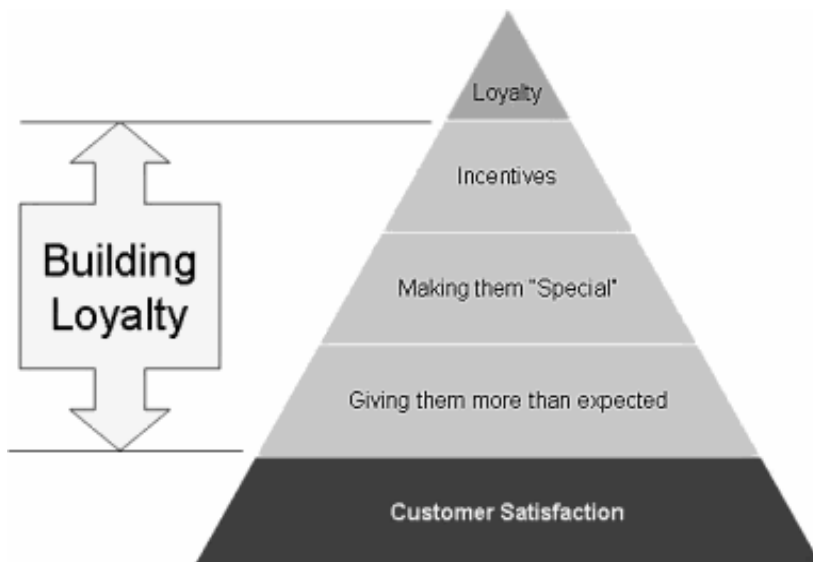 Loyalty
Incentives
Building
Loyalty
Making them "Special"
Giving them more than expected
Customer Satisfaction